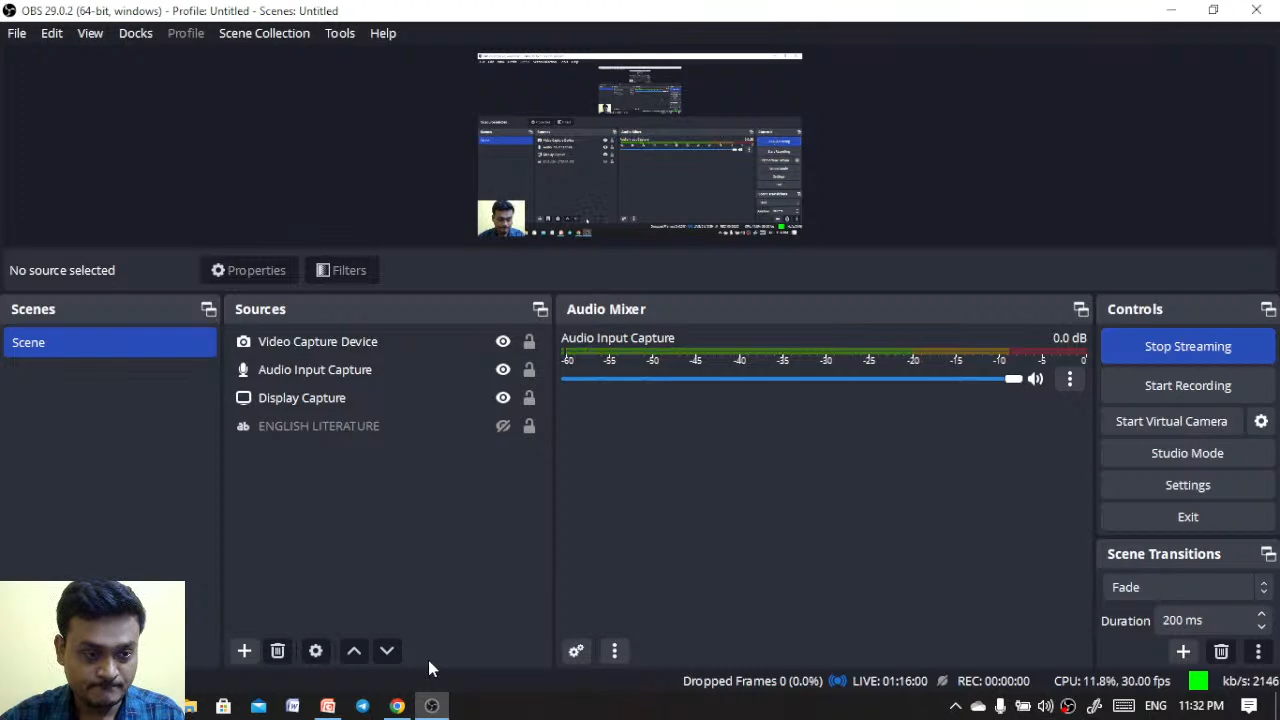 OBS 29.0.2 (64-bit, windows) - Profile: Untitled - Scenes: Untitled
File Edit View Docks Profile Scene Collection Tools Help
No source selected
Properties
Filters
Scenes
Scene
Sources
Video Capture Device
Audio Input Capture
Display Capture
ab ENGLISH LITERATURE
Audio Mixer
Audio Input Capture 0.0 dB
-60 -55 -50 -45 -40 -35 -30 -25 -20 -15 -10 -5 0
Controls
Stop Streaming
Start Recording
Start Virtual Camera
Studio Mode
Settings
Exit
Scene Transitions
Fade
Duration 200 ms
Dropped Frames 0 (0.0%) LIVE: 01:16:00 REC: 00:00:00 CPU: 11.8%, 30.00 fps kb/s: 2146
ENG 11:32 PM